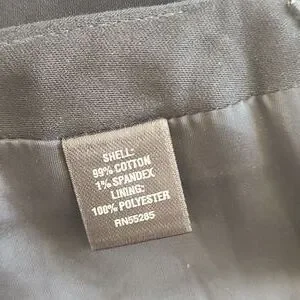 SHELL:
99% COTTON
1% SPANDEX
LINING:
100% POLYESTER
RN55285